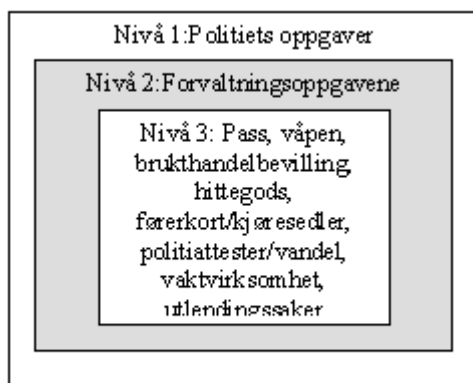 Nivå 1:Politiets oppgaver
Nivå 2:Forvaltningsoppgavene
Nivå 3: Pass, våpen,
brukthandelbevilling,
hittegods,
førerkort/kjøresedler,
politiattester/vandel,
vaktvirksomhet,
utlendingssaker